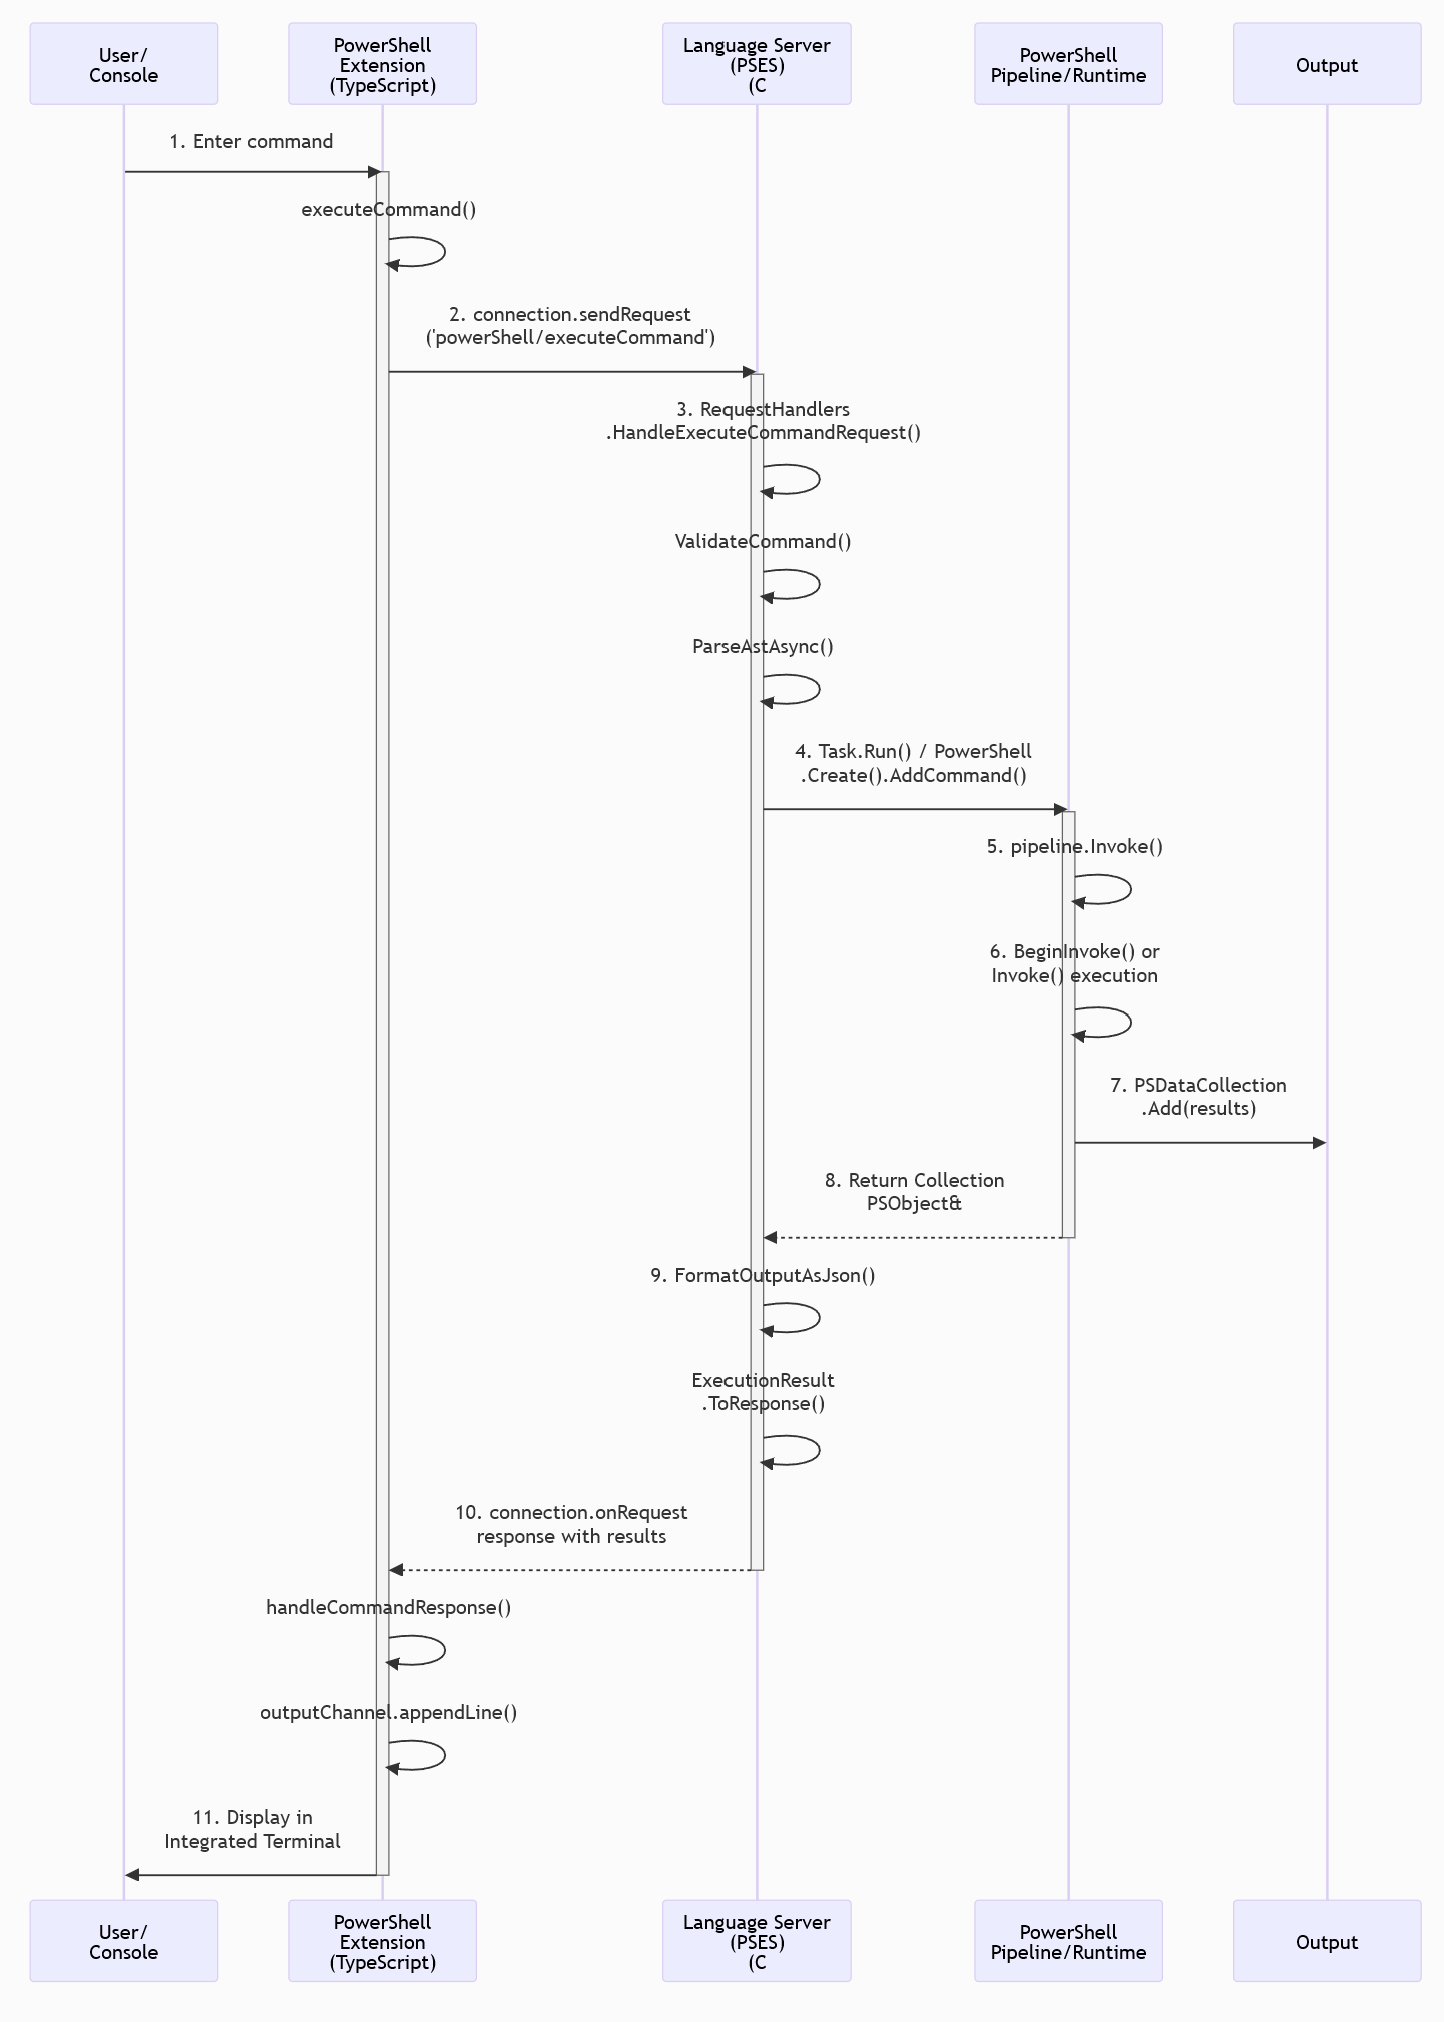 User/
Console
PowerShell
Extension
(TypeScript)
Language Server
(PSES)
(C
PowerShell
Pipeline/Runtime
Output
1. Enter command
executeCommand()
2. connection.sendRequest
('powerShell/executeCommand')
3. RequestHandlers
.HandleExecuteCommandRequest()
ValidateCommand()
ParseAstAsync()
4. Task.Run() / PowerShell
.Create().AddCommand()
5. pipeline.Invoke()
6. BeginInvoke() or
Invoke() execution
7. PSDataCollection
.Add(results)
8. Return Collection
PSObject&
9. FormatOutputAsJson()
ExecutionResult
.ToResponse()
10. connection.onRequest
response with results
handleCommandResponse()
outputChannel.appendLine()
11. Display in
Integrated Terminal
User/
Console
PowerShell
Extension
(TypeScript)
Language Server
(PSES)
(C
PowerShell
Pipeline/Runtime
Output